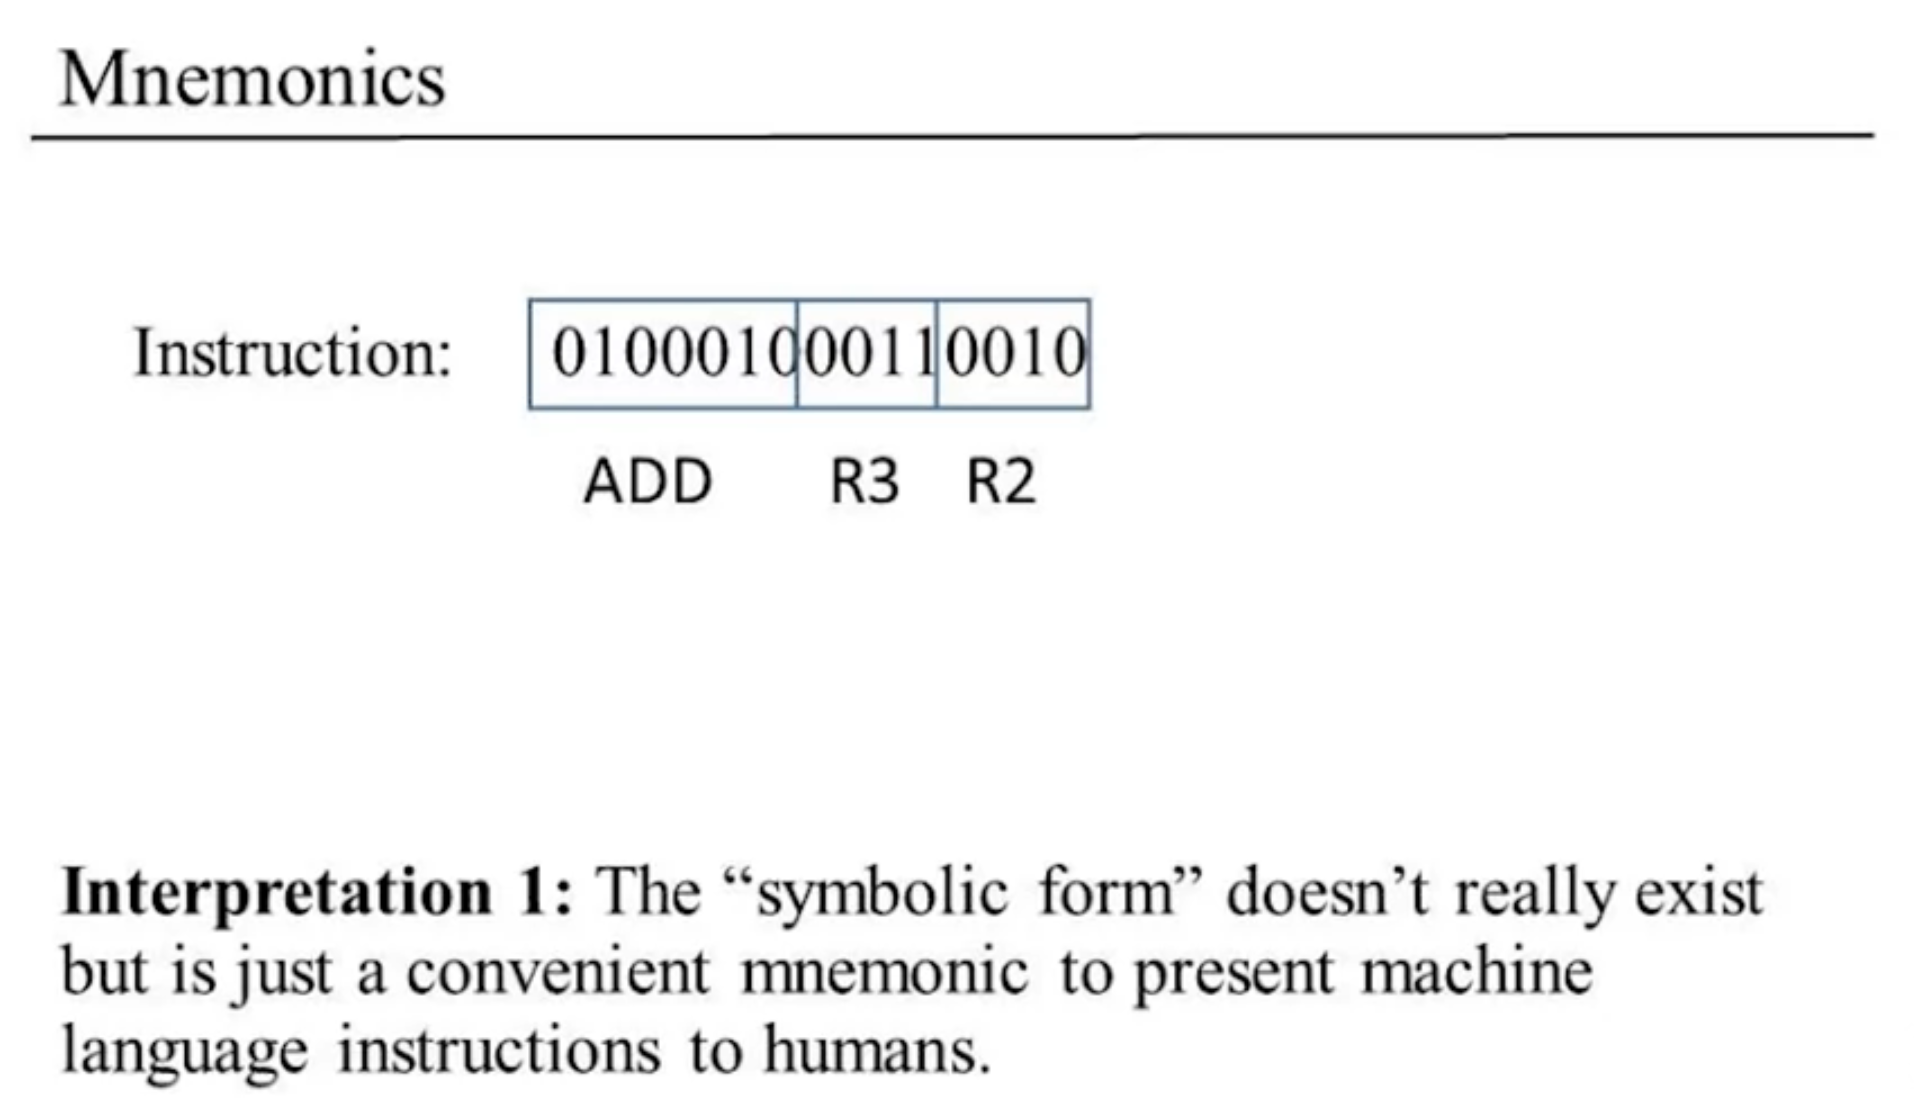 Mnemonics
Instruction: 0100010 0011 0010
ADD R3 R2
Interpretation 1: The “symbolic form” doesn’t really exist
but is just a convenient mnemonic to present machine
language instructions to humans.